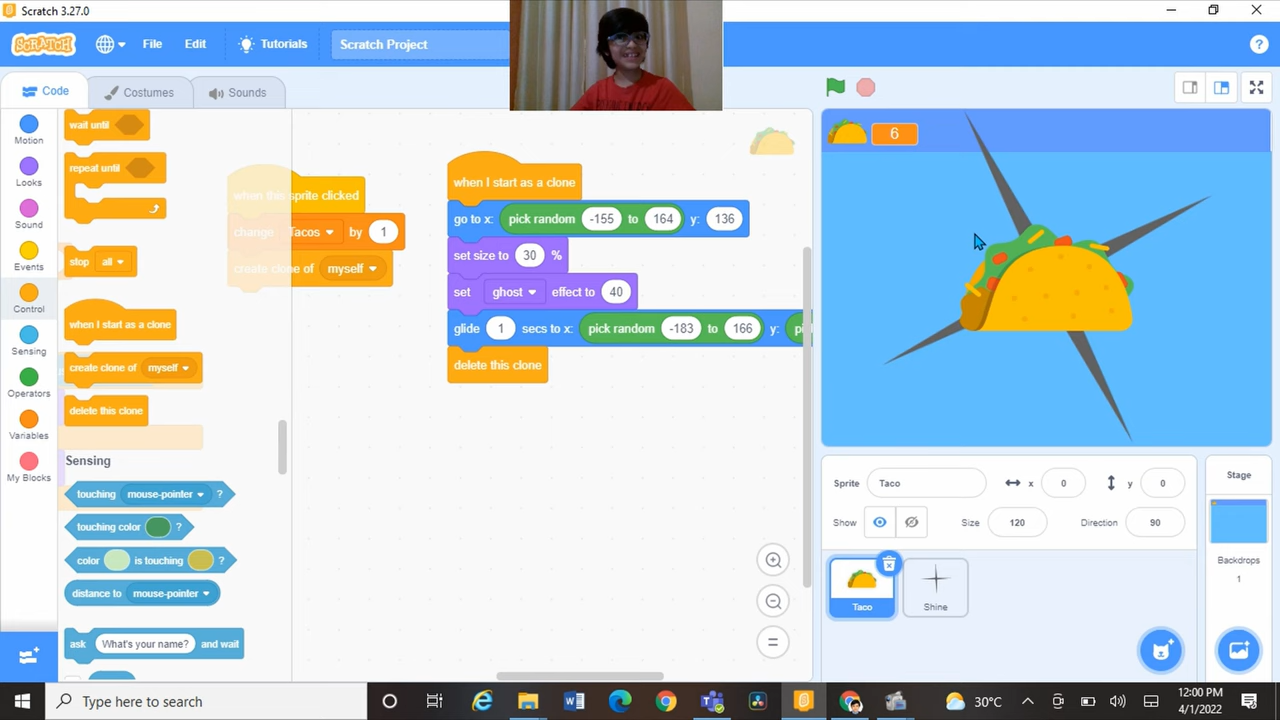 Scratch 3.27.0
SCRATCH
File
Edit
Tutorials
Scratch Project
Code
Costumes
Sounds
Motion
Looks
Sound
Events
Control
Sensing
Operators
Variables
My Blocks
wait until
repeat until
stop all
when I start as a clone
create clone of myself
delete this clone
Sensing
touching mouse-pointer ?
touching color ?
color is touching ?
distance to mouse-pointer
ask What's your name? and wait
when this sprite clicked
change Tacos by 1
create clone of myself
when I start as a clone
go to x: pick random -155 to 164 y: 136
set size to 30 %
set ghost effect to 40
glide 1 secs to x: pick random -183 to 166 y:
delete this clone
6
Sprite Taco x 0 y 0
Show Size 120 Direction 90
Taco
Shine
Stage
Backdrops
1
Type here to search
30°C
12:00 PM
4/1/2022